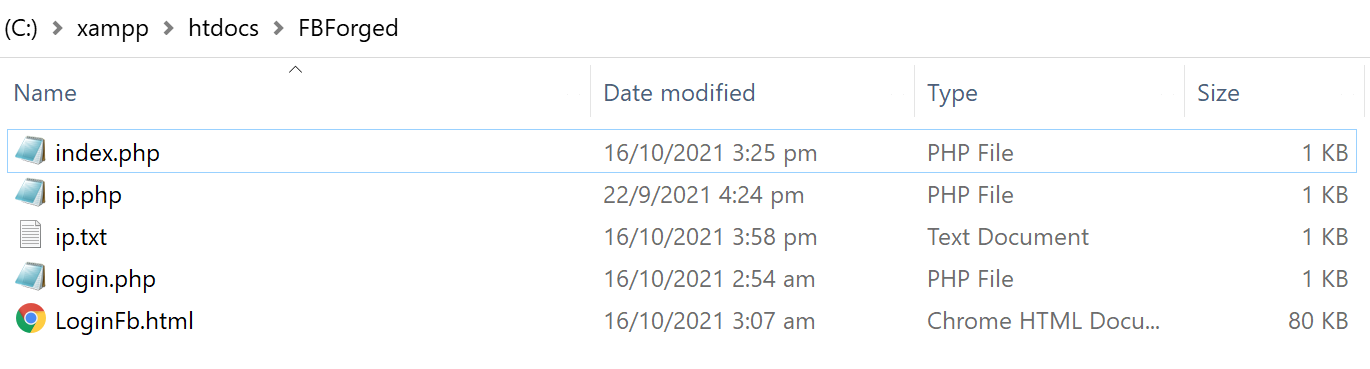 (C:) > xampp > htdocs > FBForged
Name Date modified Type Size
index.php 16/10/2021 3:25 pm PHP File 1 KB
ip.php 22/9/2021 4:24 pm PHP File 1 KB
ip.txt 16/10/2021 3:58 pm Text Document 1 KB
login.php 16/10/2021 2:54 am PHP File 1 KB
LoginFb.html 16/10/2021 3:07 am Chrome HTML Docu... 80 KB